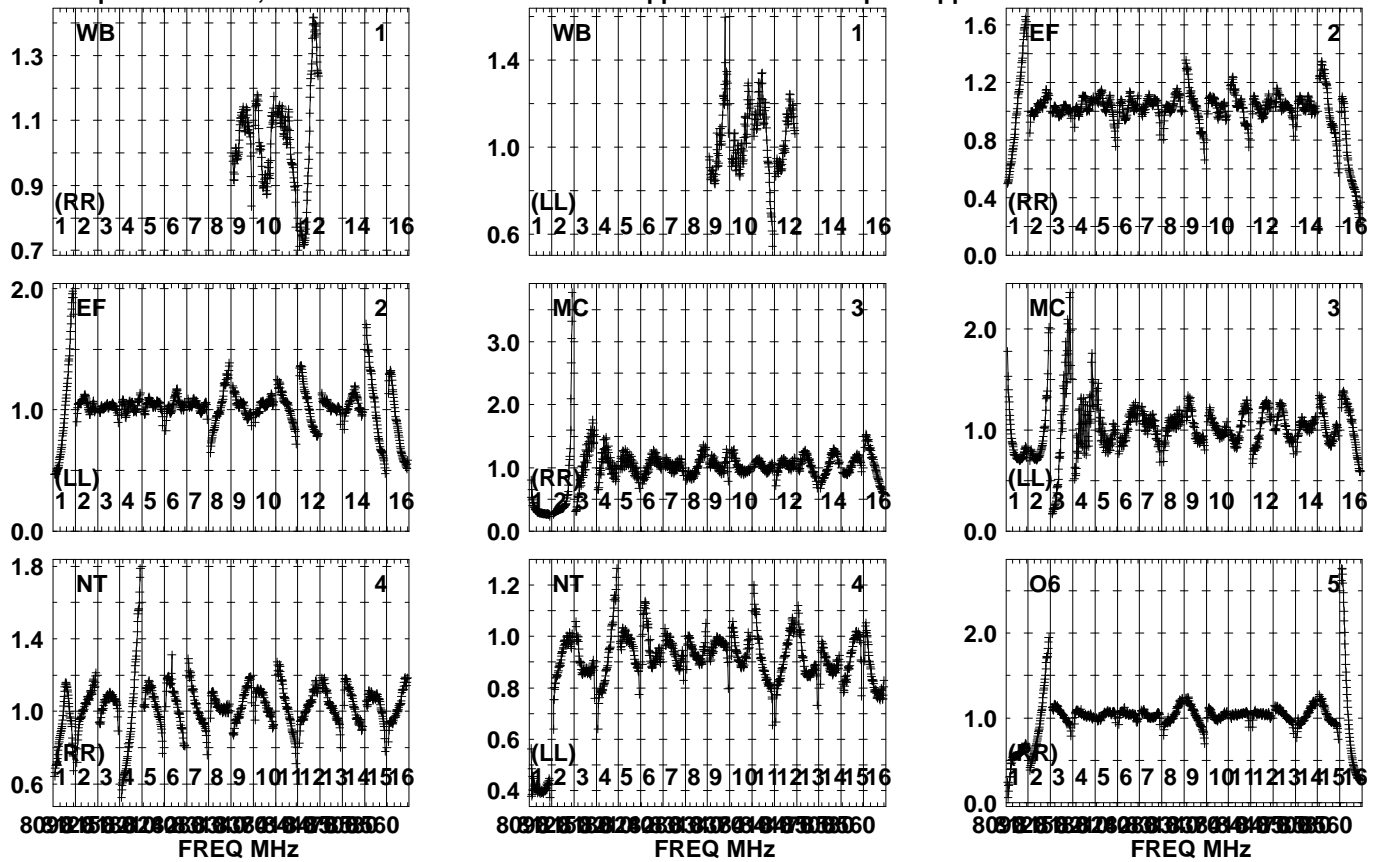 WB 1
1.3
1.1
0.9
0.7
(RR)
1 2 3 4 5 6 7 8 9 10 12 14 16
WB 1
1.4
1.0
0.6
(LL)
1 2 3 4 5 6 7 8 9 10 12 14 16
EF 2
1.6
1.2
0.8
0.4
0.0
(RR)
1 2 3 4 5 6 7 8 9 10 12 14 16
EF 2
2.0
1.0
0.0
(LL)
1 2 3 4 5 6 7 8 9 10 12 14 16
MC 3
3.0
2.0
1.0
0.0
(RR)
1 2 3 4 5 6 7 8 9 10 12 14 16
MC 3
2.0
1.0
0.0
(LL)
1 2 3 4 5 6 7 8 9 10 12 14 16
NT 4
1.8
1.4
1.0
0.6
(RR)
1 2 3 4 5 6 7 8 9 10 11 12 13 14 15 16
FREQ MHz
NT 4
1.2
1.0
0.8
0.6
0.4
(LL)
1 2 3 4 5 6 7 8 9 10 11 12 13 14 15 16
FREQ MHz
O6 5
2.0
1.0
0.0
(RR)
1 2 3 4 5 6 7 8 9 10 11 12 13 14 15 16
FREQ MHz